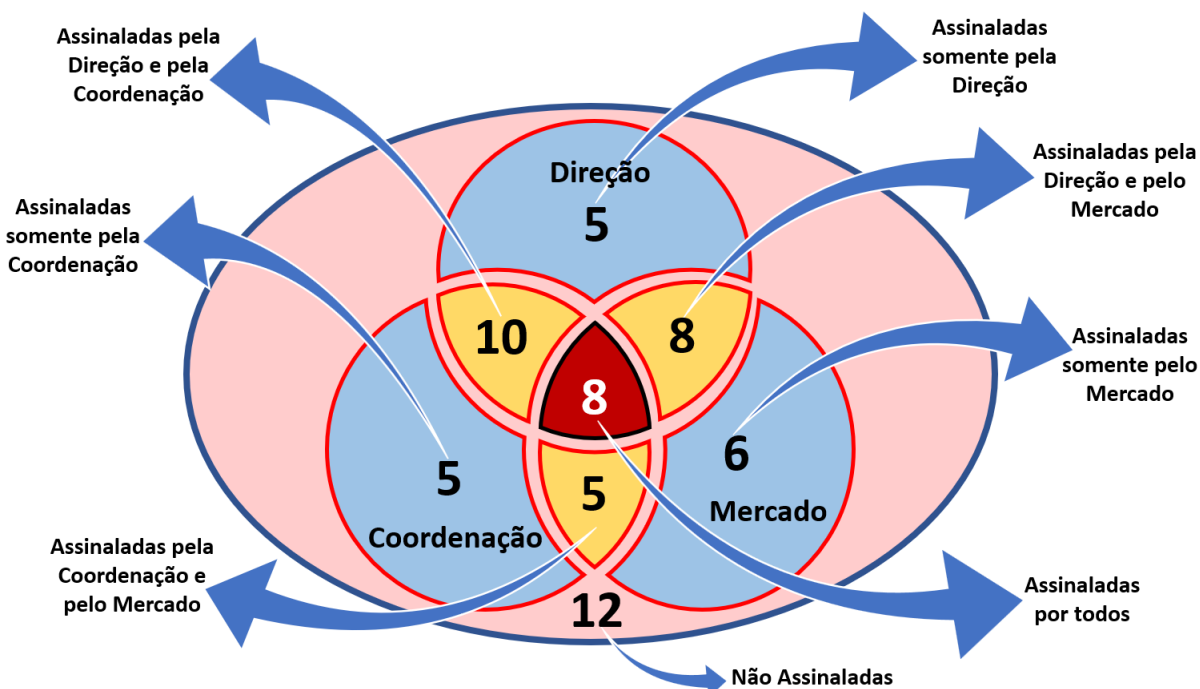 Assinaladas pela
Direção e pela
Coordenação
Assinaladas
somente pela
Direção
Assinaladas pela
Direção e pelo
Mercado
Assinaladas
somente pela
Coordenação
Direção
5
10
8
8
5
5
6
Coordenação
Mercado
12
Assinaladas
somente pelo
Mercado
Assinaladas pela
Coordenação e
pelo Mercado
Assinaladas
por todos
Não Assinaladas